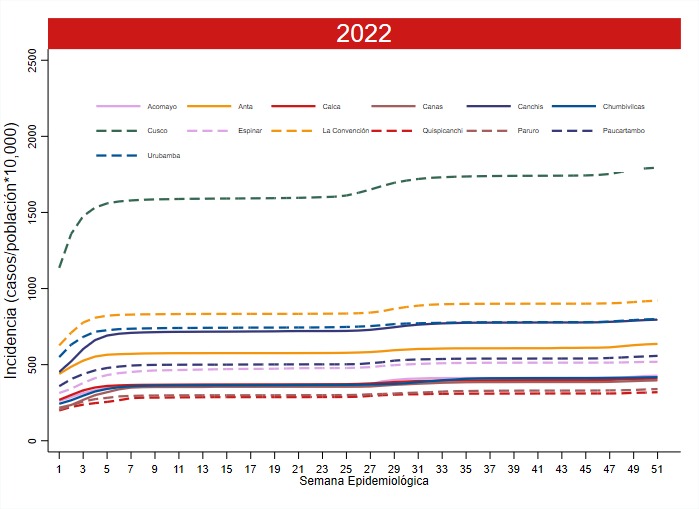 2022
Incidencia (casos/población*10,000)
2500
2000
1500
1000
500
0
Acomayo Anta Calca Canas Canchis Chumbivilcas
Cusco Espinar La Convención Quispicanchi Paruro Paucartambo
Urubamba
1 3 5 7 9 11 13 15 17 19 21 23 25 27 29 31 33 35 37 39 41 43 45 47 49 51
Semana Epidemiológica